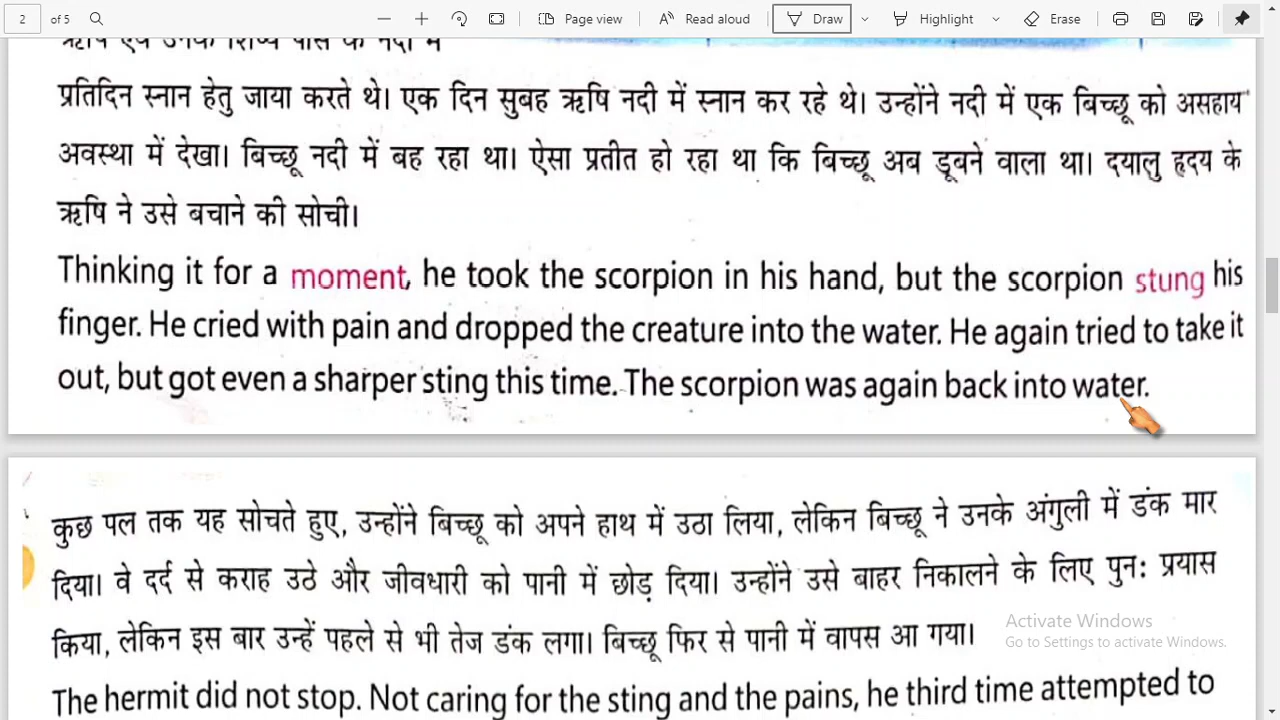 2 of 5 Page view Read aloud Draw Highlight Erase
ऋषि एवं उनके शिष्य पास के नदी में
प्रतिदिन स्नान हेतु जाया करते थे। एक दिन सुबह ऋषि नदी में स्नान कर रहे थे। उन्होंने नदी में एक बिच्छू को असहाय
अवस्था में देखा। बिच्छू नदी में बह रहा था। ऐसा प्रतीत हो रहा था कि बिच्छू अब डूबने वाला था। दयालु हृदय के
ऋषि ने उसे बचाने की सोची।
Thinking it for a moment, he took the scorpion in his hand, but the scorpion stung his
finger. He cried with pain and dropped the creature into the water. He again tried to take it
out, but got even a sharper sting this time. The scorpion was again back into water.
कुछ पल तक यह सोचते हुए, उन्होंने बिच्छू को अपने हाथ में उठा लिया, लेकिन बिच्छू ने उनके अंगुली में डंक मार
दिया। वे दर्द से कराह उठे और जीवधारी को पानी में छोड़ दिया। उन्होंने उसे बाहर निकालने के लिए पुनः प्रयास
किया, लेकिन इस बार उन्हें पहले से भी तेज डंक लगा। बिच्छू फिर से पानी में वापस आ गया।
Activate Windows
Go to Settings to activate Windows.
The hermit did not stop. Not caring for the sting and the pains, he third time attempted to